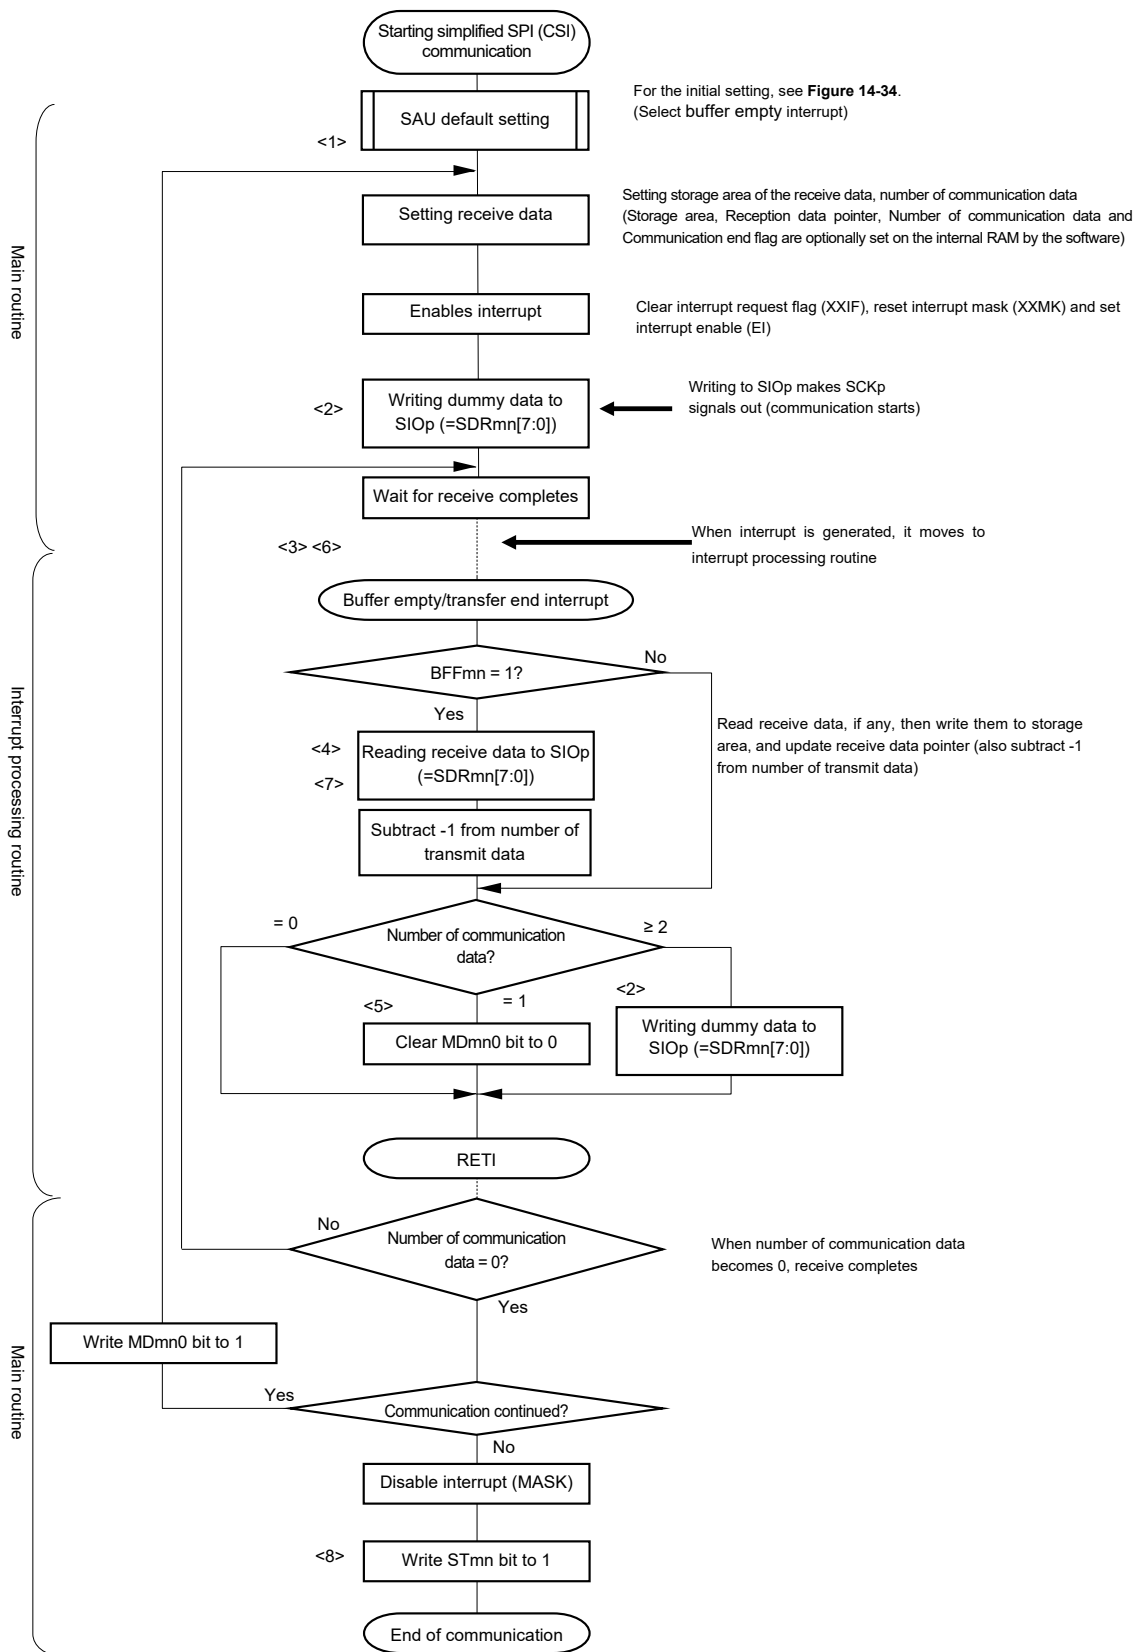 Starting simplified SPI (CSI)
communication
For the initial setting, see Figure 14-34.
(Select buffer empty interrupt)
SAU default setting
<1>
Setting receive data
Setting storage area of the receive data, number of communication data
(Storage area, Reception data pointer, Number of communication data and
Communication end flag are optionally set on the internal RAM by the software)
Main routine
Enables interrupt
Clear interrupt request flag (XXIF), reset interrupt mask (XXMK) and set
interrupt enable (EI)
<2>
Writing dummy data to
SIOp (=SDRmn[7:0])
Writing to SIOp makes SCKp
signals out (communication starts)
Wait for receive completes
<3> <6>
When interrupt is generated, it moves to
interrupt processing routine
Buffer empty/transfer end interrupt
BFFmn = 1?
No
Yes
Interrupt processing routine
<4>
<7>
Reading receive data to SIOp
(=SDRmn[7:0])
Read receive data, if any, then write them to storage
area, and update receive data pointer (also subtract -1
from number of transmit data)
Subtract -1 from number of
transmit data
= 0
Number of communication
data?
≥ 2
<5>
= 1
<2>
Clear MDmn0 bit to 0
Writing dummy data to
SIOp (=SDRmn[7:0])
RETI
No
Number of communication
data = 0?
When number of communication data
becomes 0, receive completes
Yes
Write MDmn0 bit to 1
Main routine
Yes
Communication continued?
No
Disable interrupt (MASK)
<8>
Write STmn bit to 1
End of communication